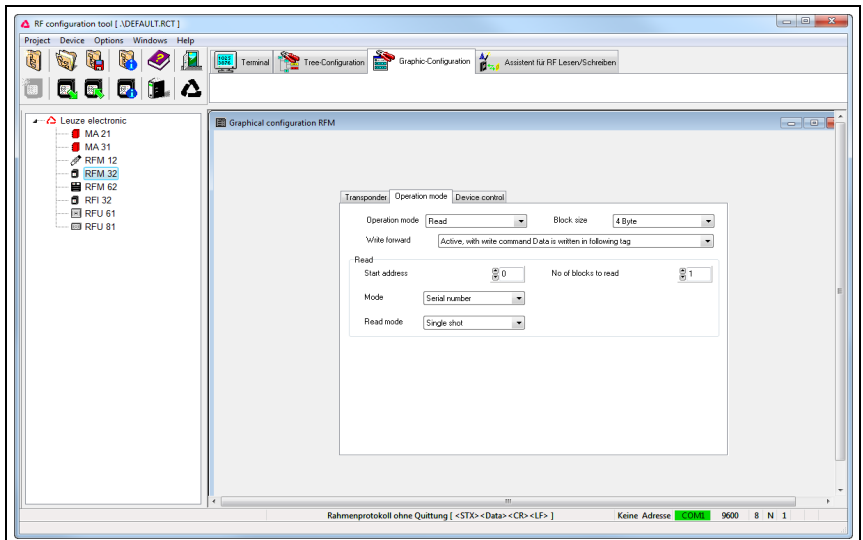 RF configuration tool [ .\DEFAULT.RCT ]
Project Device Options Windows Help
Terminal Tree-Configuration Graphic-Configuration Assistent für RF Lesen/Schreiben
Leuze electronic
MA 21
MA 31
RFM 12
RFM 32
RFM 62
RFI 32
RFU 61
RFU 81
Graphical configuration RFM
Transponder Operation mode Device control
Operation mode Read Block size 4 Byte
Write forward Active, with write command Data is written in following tag
Read
Start address 0 No of blocks to read 1
Mode Serial number
Read mode Single shot
Rahmenprotokoll ohne Quittung [ <STX><Data><CR><LF> ] Keine Adresse COM1 9600 8 N 1